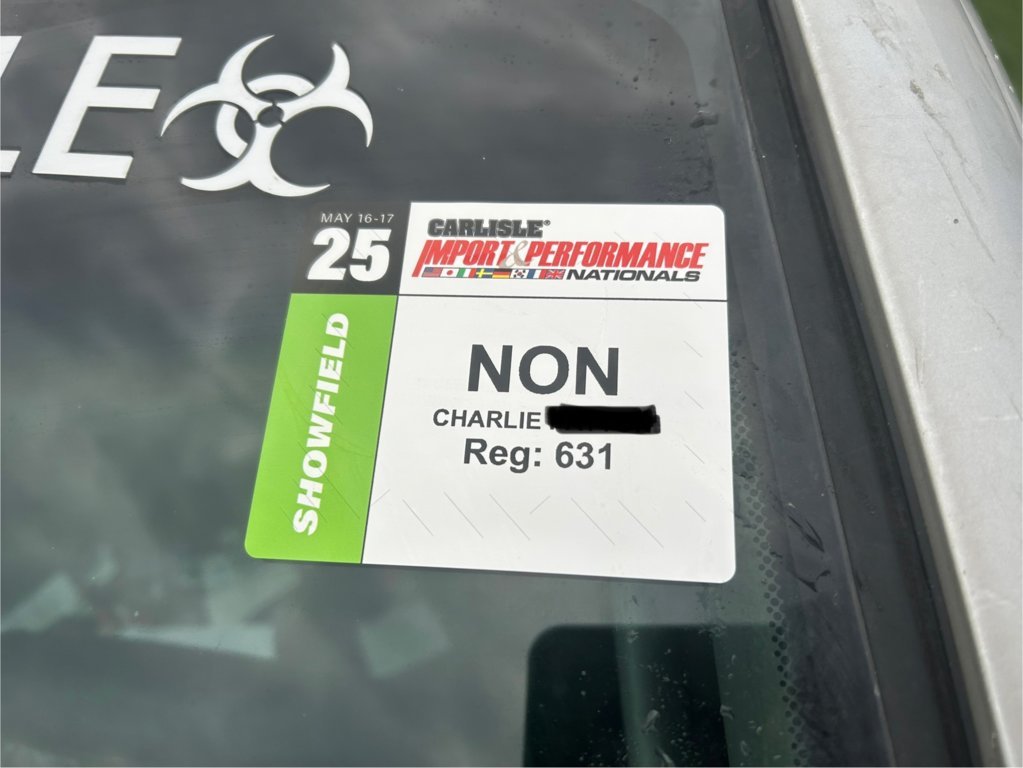 LE
MAY 16-17
25
CARLISLE®
IMPORT & PERFORMANCE
NATIONALS
SHOWFIELD
NON
CHARLIE
Reg: 631